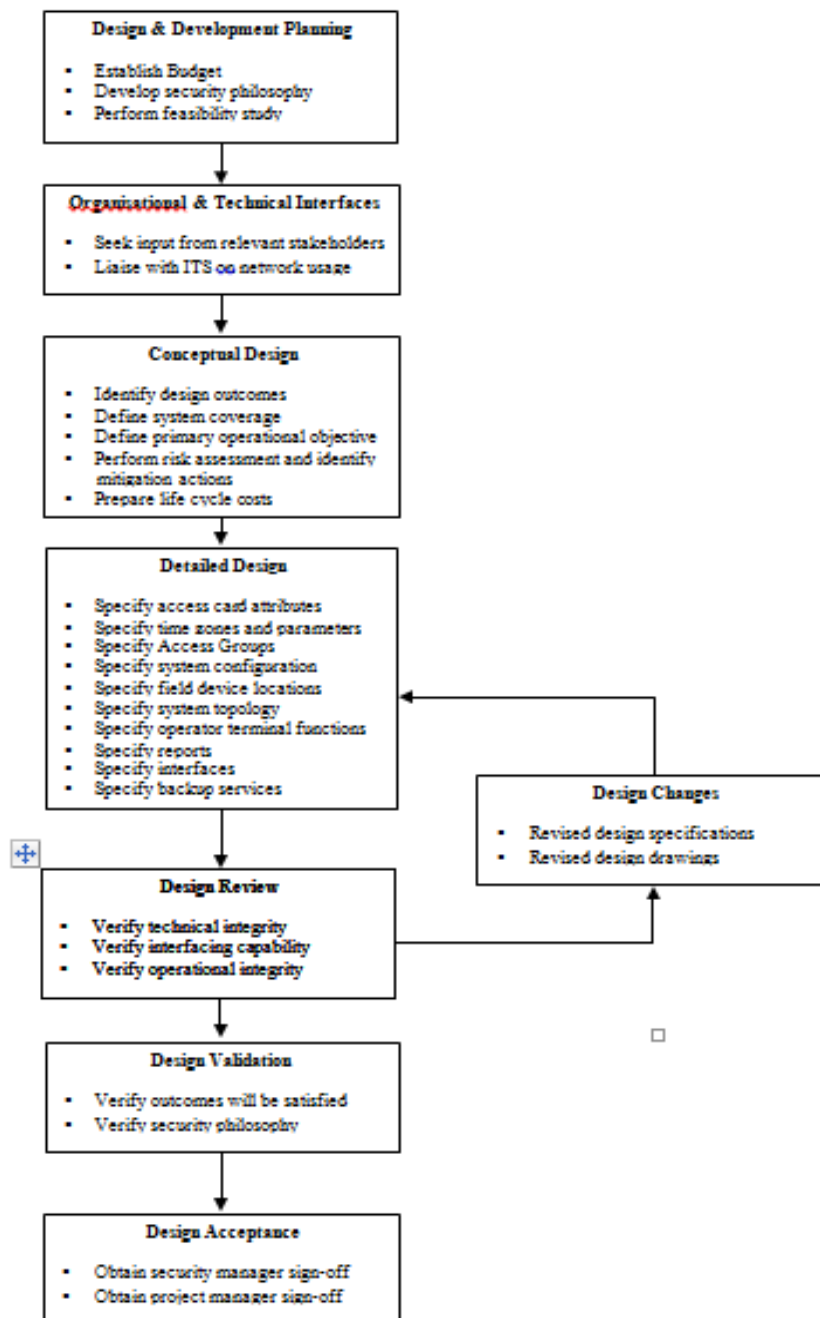 Design & Development Planning
▪ Establish Budget
▪ Develop security philosophy
▪ Perform feasibility study
Organisational & Technical Interfaces
▪ Seek input from relevant stakeholders
▪ Liaise with ITS on network usage
Conceptual Design
▪ Identify design outcomes
▪ Define system coverage
▪ Define primary operational objective
▪ Perform risk assessment and identify
mitigation actions
▪ Prepare life cycle costs
Detailed Design
▪ Specify access card attributes
▪ Specify time zones and parameters
▪ Specify Access Groups
▪ Specify system configuration
▪ Specify field device locations
▪ Specify system topology
▪ Specify operator terminal functions
▪ Specify reports
▪ Specify interfaces
▪ Specify backup services
Design Changes
▪ Revised design specifications
▪ Revised design drawings
Design Review
▪ Verify technical integrity
▪ Verify interfacing capability
▪ Verify operational integrity
Design Validation
▪ Verify outcomes will be satisfied
▪ Verify security philosophy
Design Acceptance
▪ Obtain security manager sign-off
▪ Obtain project manager sign-off